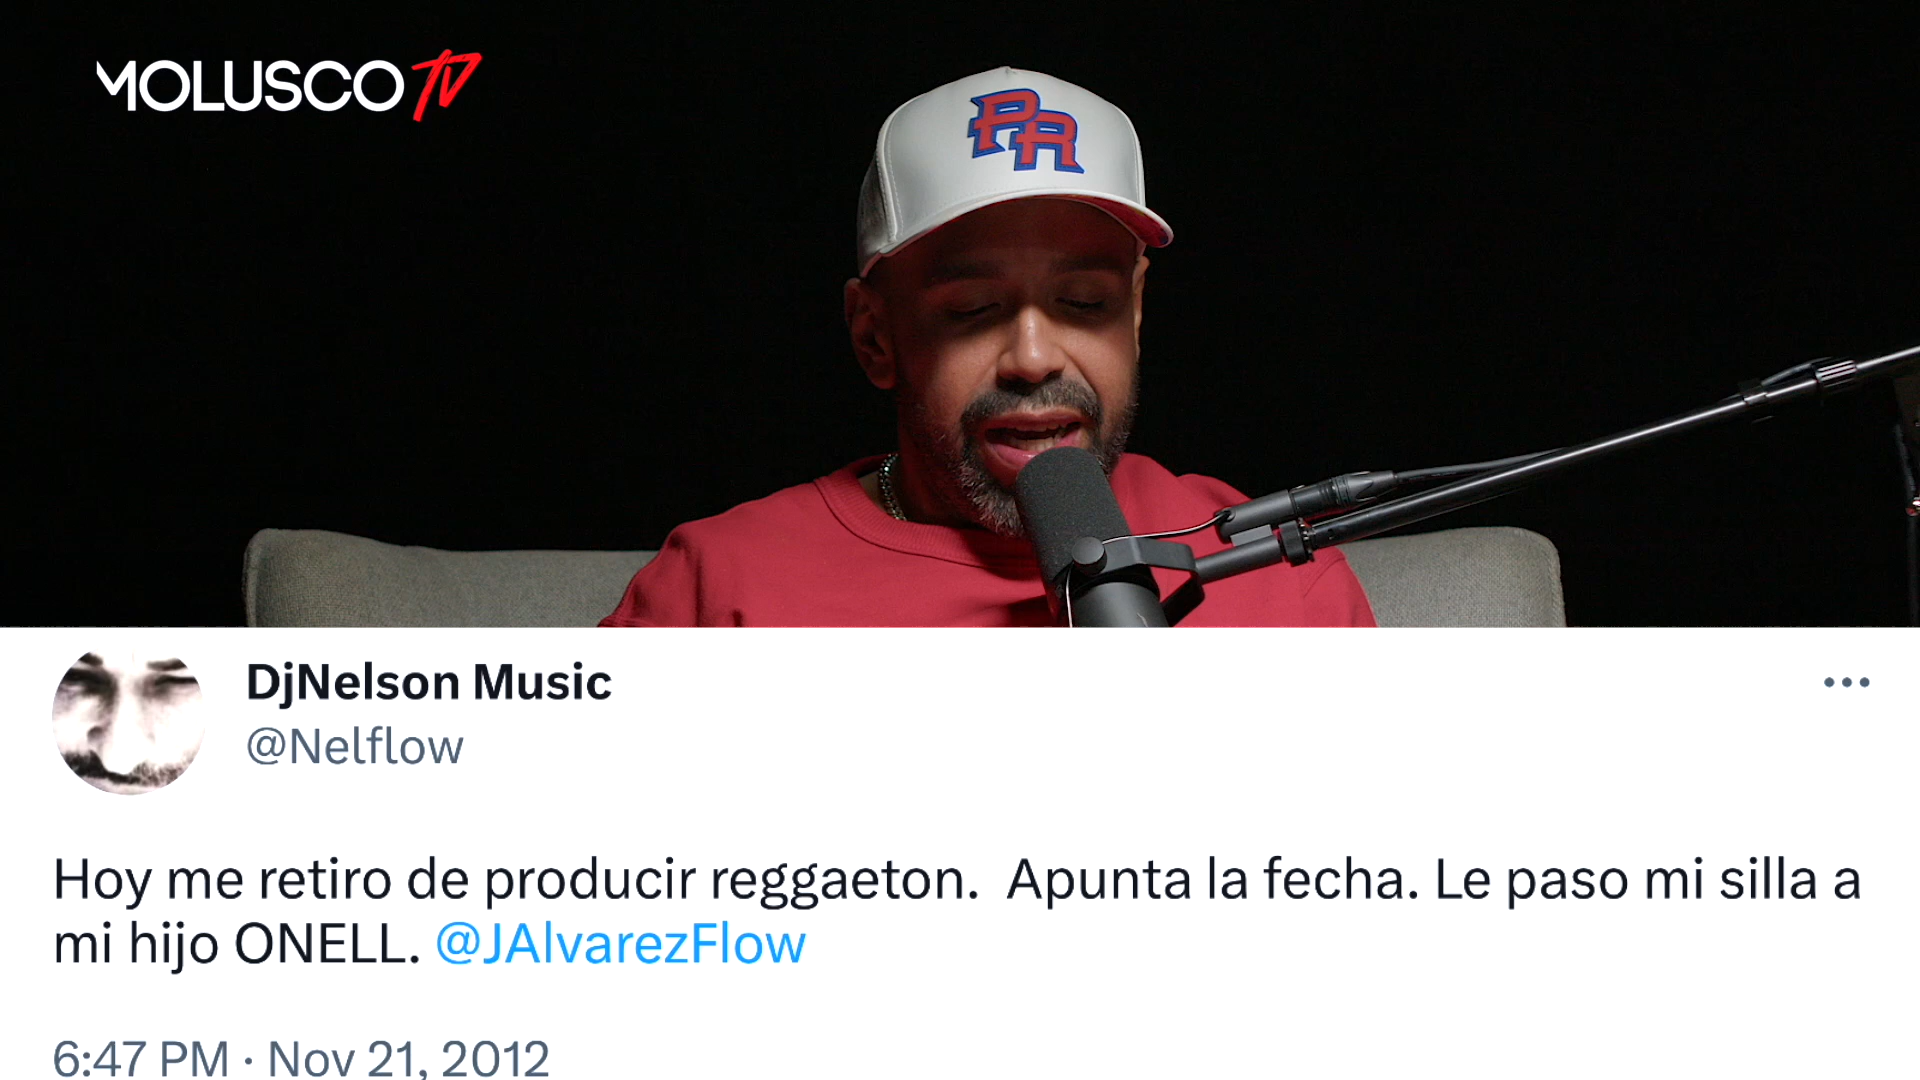 MOLUSCO TV
PR
DjNelson Music
@Nelflow
Hoy me retiro de producir reggaeton.  Apunta la fecha. Le paso mi silla a
mi hijo ONELL. @JAlvarezFlow
6:47 PM · Nov 21, 2012